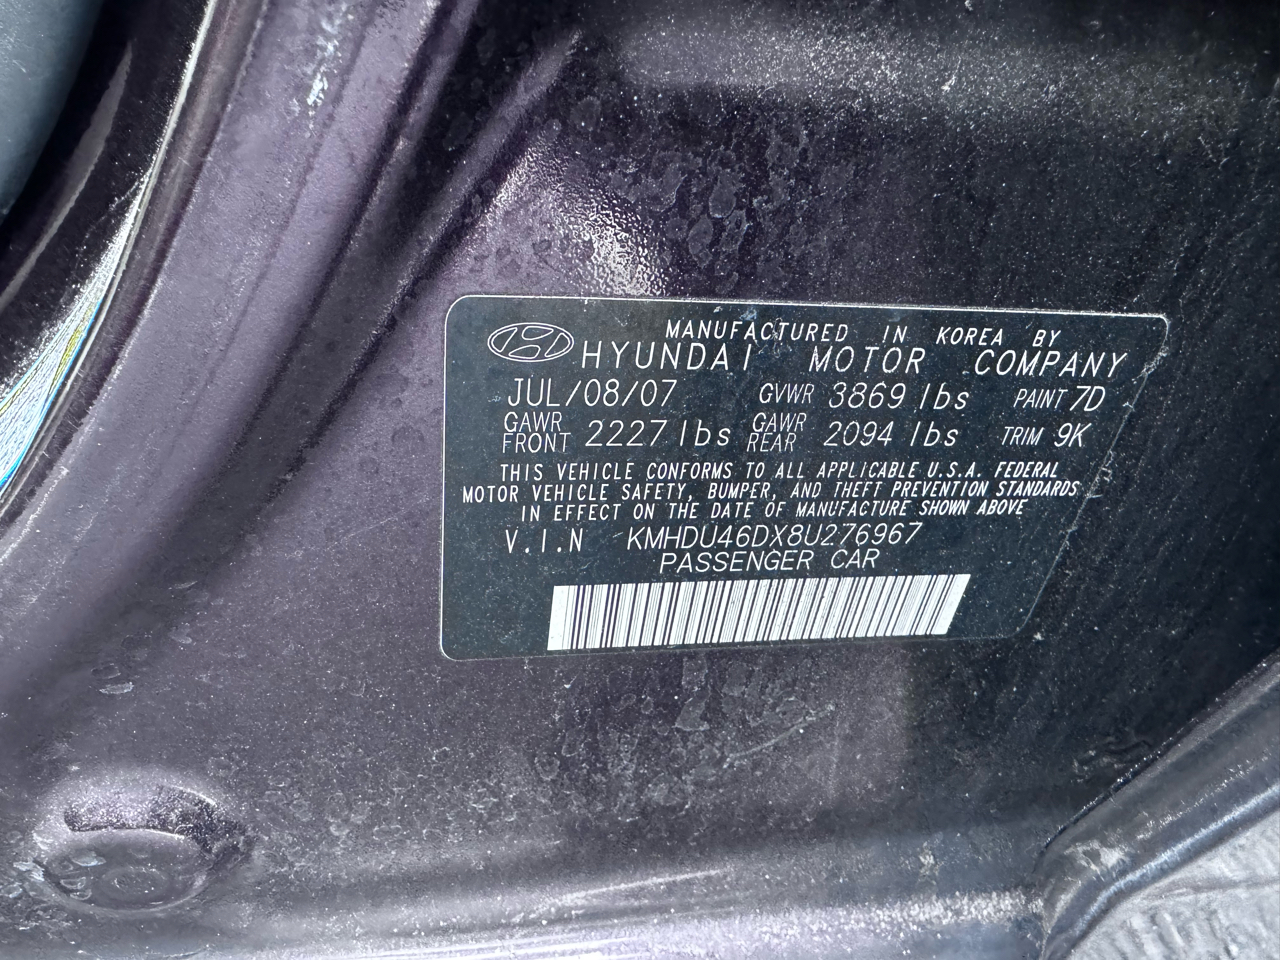 MANUFACTURED IN KOREA BY
HYUNDAI MOTOR COMPANY
JUL/08/07 GVWR 3869 lbs PAINT 7D
GAWR FRONT 2227 lbs GAWR REAR 2094 lbs TRIM 9K
THIS VEHICLE CONFORMS TO ALL APPLICABLE U.S.A. FEDERAL
MOTOR VEHICLE SAFETY, BUMPER, AND THEFT PREVENTION STANDARDS
IN EFFECT ON THE DATE OF MANUFACTURE SHOWN ABOVE
V.I.N KMHDU46DX8U276967
PASSENGER CAR